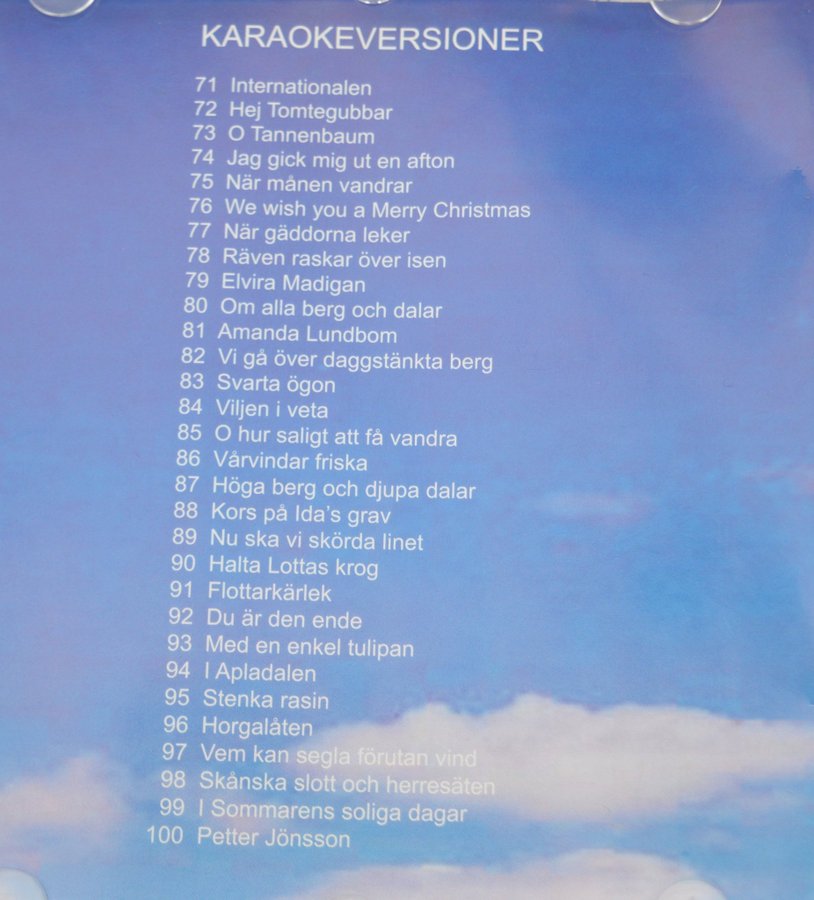 KARAOKEVERSIONER
71 Internationalen
72 Hej Tomtegubbar
73 O Tannenbaum
74 Jag gick mig ut en afton
75 När månen vandrar
76 We wish you a Merry Christmas
77 När gäddorna leker
78 Räven raskar över isen
79 Elvira Madigan
80 Om alla berg och dalar
81 Amanda Lundbom
82 Vi gå över daggstänkta berg
83 Svarta ögon
84 Viljen i veta
85 O hur saligt att få vandra
86 Vårvindar friska
87 Höga berg och djupa dalar
88 Kors på Ida's grav
89 Nu ska vi skörda linet
90 Halta Lottas krog
91 Flottarkärlek
92 Du är den ende
93 Med en enkel tulipan
94 I Apladalen
95 Stenka rasin
96 Horgalåten
97 Vem kan segla förutan vind
98 Skånska slott och herresäten
99 I Sommarens soliga dagar
100 Petter Jönsson